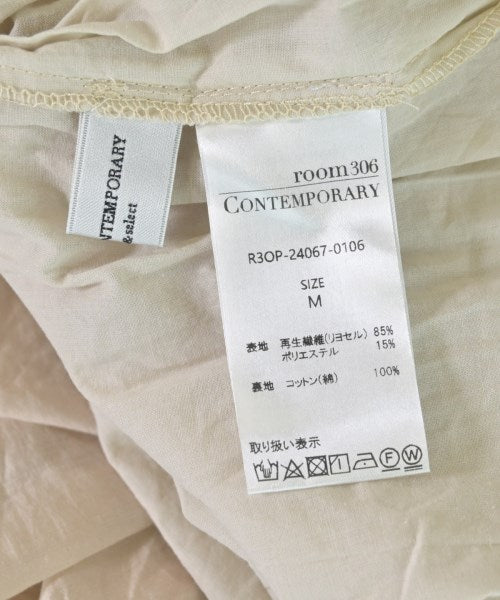 room306
CONTEMPORARY
R3OP-24067-0106
SIZE
M
表地 再生繊維(リヨセル) 85%
ポリエステル 15%
裏地 コットン(綿) 100%
取り扱い表示
NTEMPORARY
&select